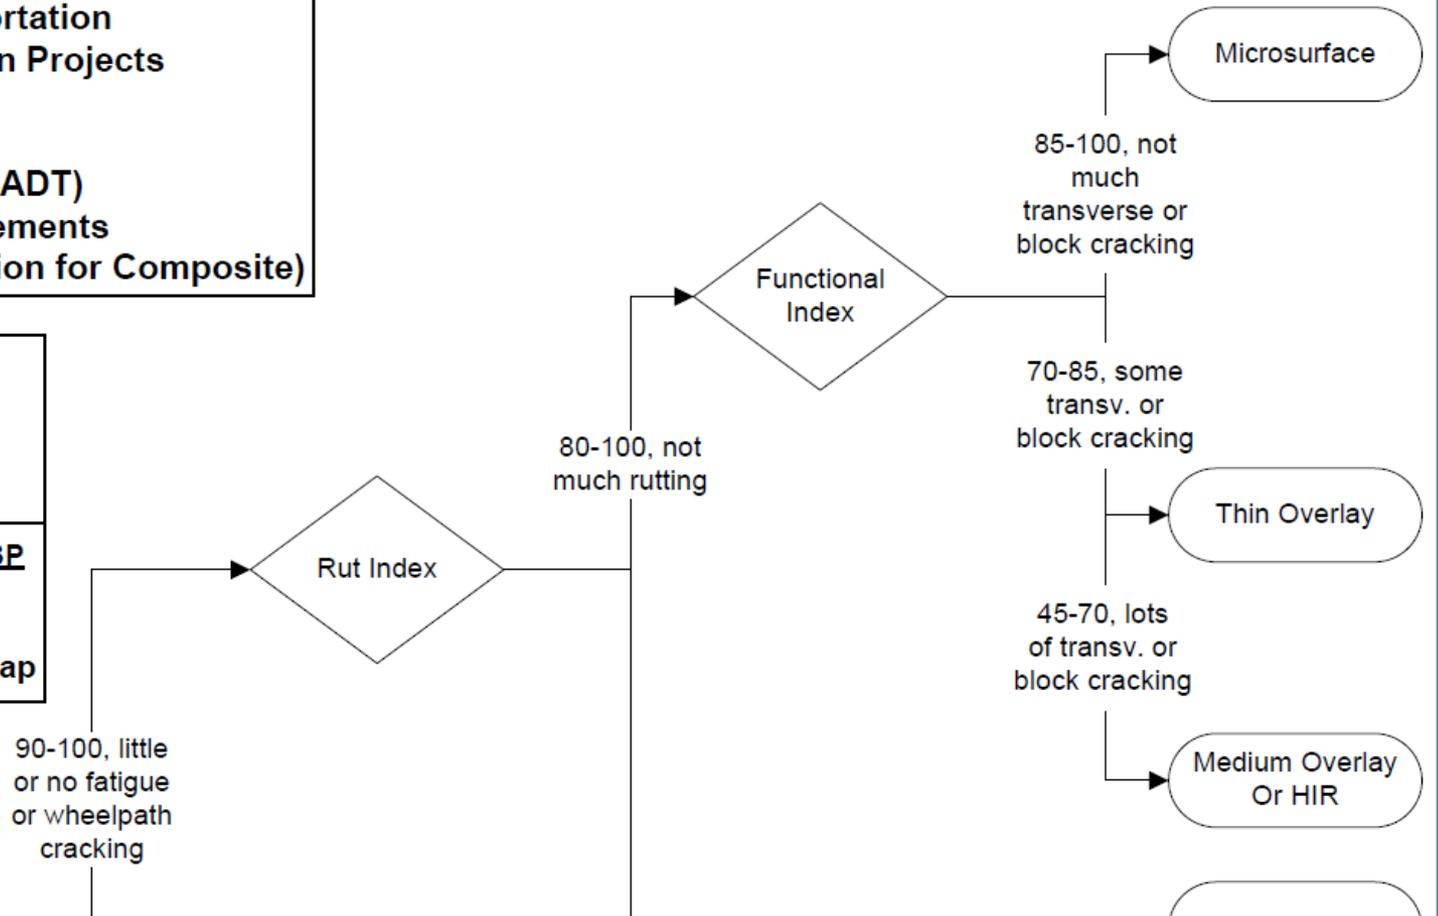 rtation
n Projects
ADT)
ements
ion for Composite)
BP
ap
Microsurface
85-100, not
much
transverse or
block cracking
Functional
Index
70-85, some
transv. or
block cracking
80-100, not
much rutting
Thin Overlay
Rut Index
45-70, lots
of transv. or
block cracking
90-100, little
or no fatigue
or wheelpath
cracking
Medium Overlay
Or HIR